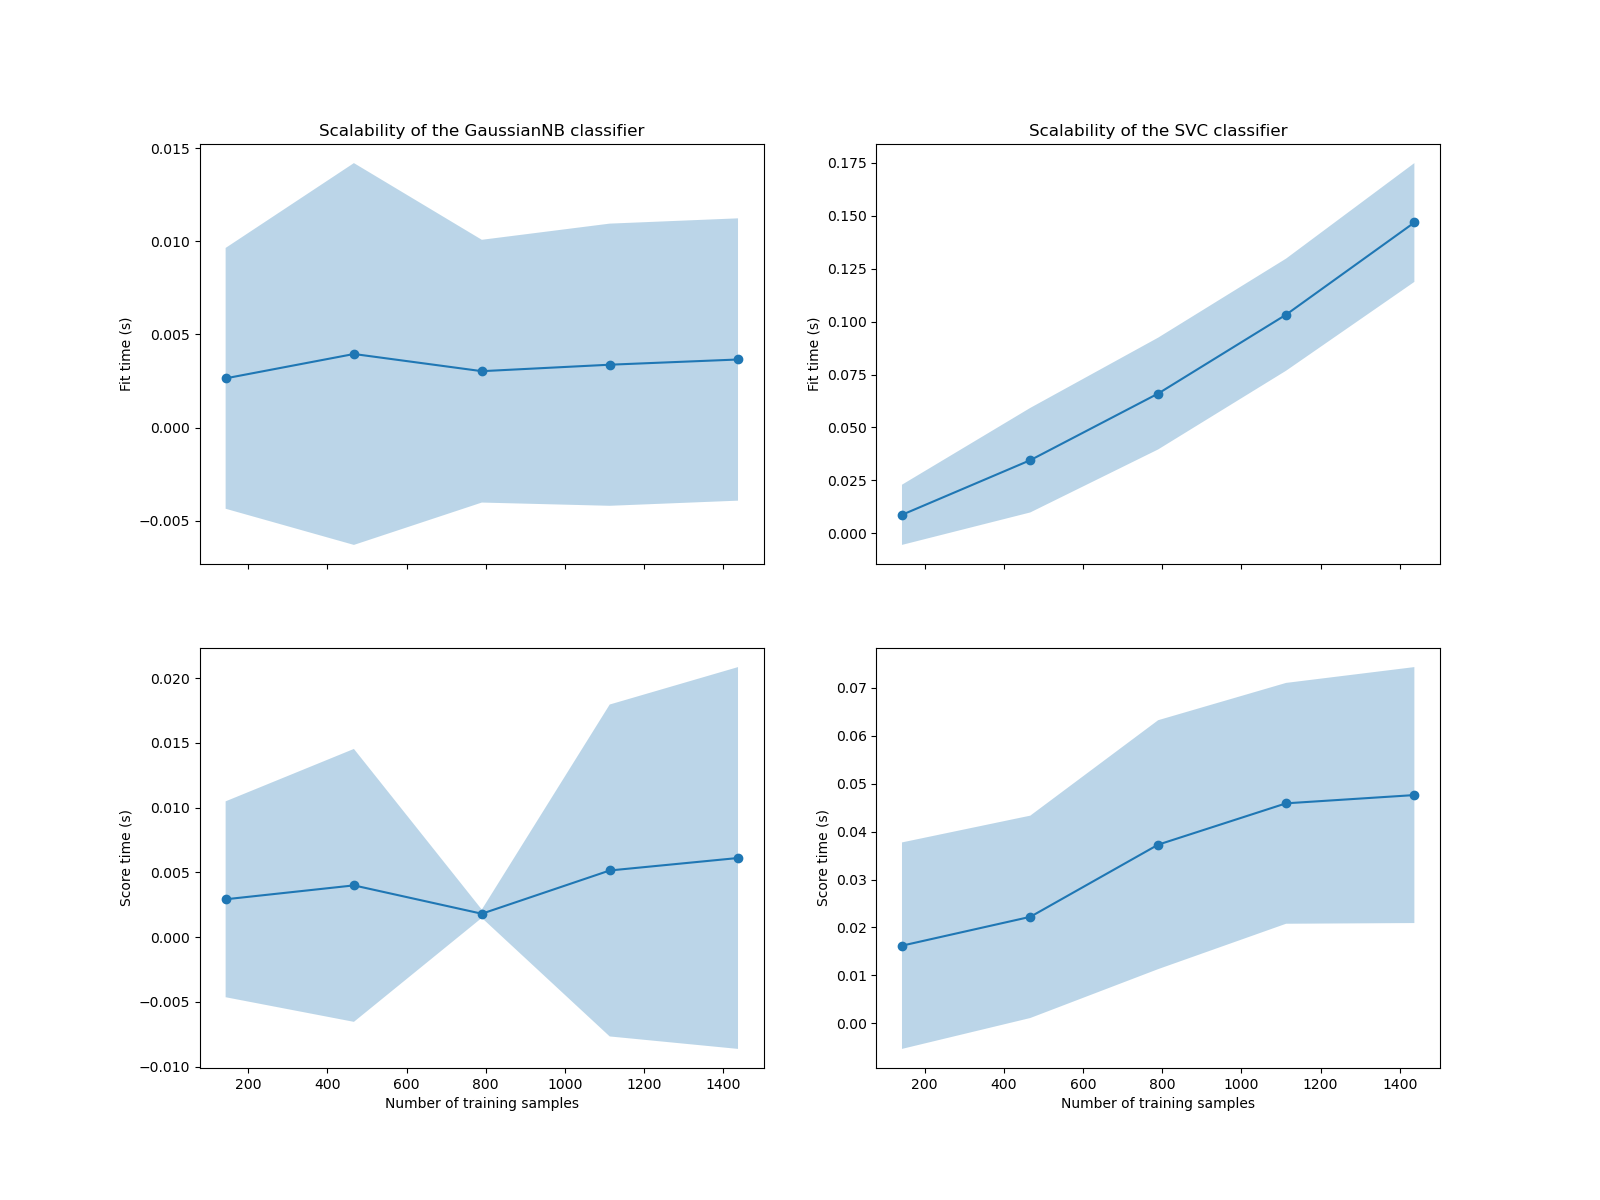 Scalability of the GaussianNB classifier
0.015
0.010
0.005
0.000
−0.005
Fit time (s)
Scalability of the SVC classifier
0.175
0.150
0.125
0.100
0.075
0.050
0.025
0.000
Fit time (s)
0.020
0.015
0.010
0.005
0.000
−0.005
−0.010
Score time (s)
200 400 600 800 1000 1200 1400
Number of training samples
0.07
0.06
0.05
0.04
0.03
0.02
0.01
0.00
Score time (s)
200 400 600 800 1000 1200 1400
Number of training samples